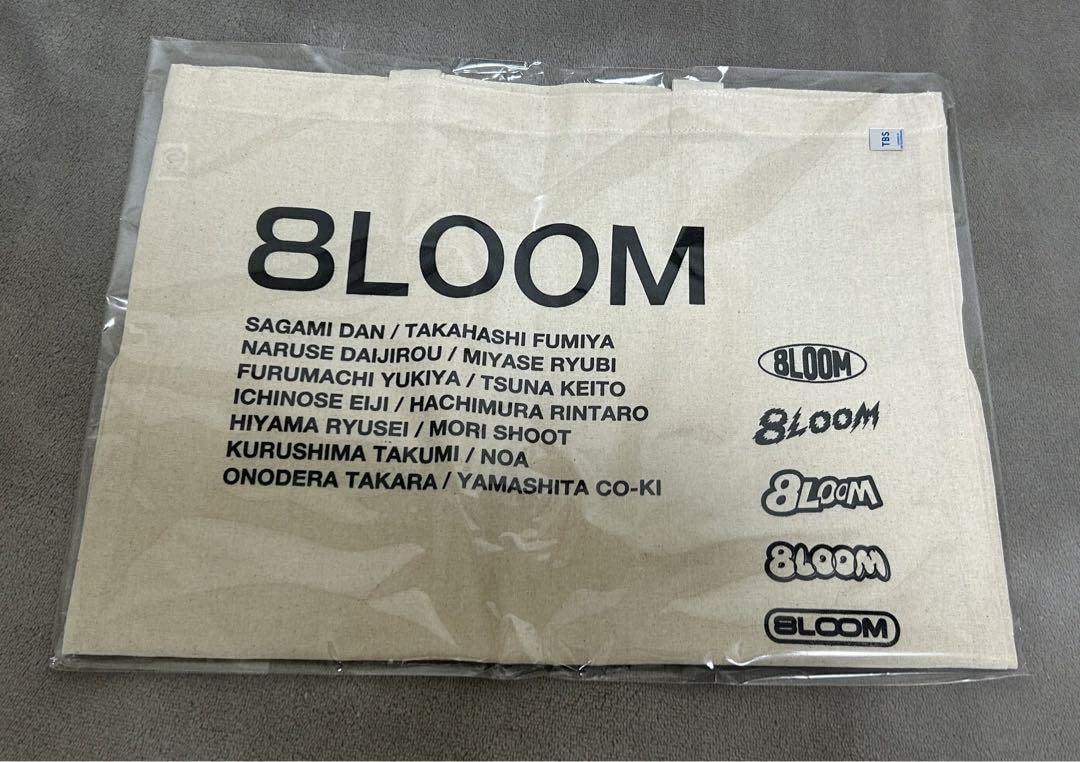 TBS
8LOOM
SAGAMI DAN / TAKAHASHI FUMIYA
NARUSE DAIJIROU / MIYASE RYUBI
FURUMACHI YUKIYA / TSUNA KEITO
ICHINOSE EIJI / HACHIMURA RINTARO
HIYAMA RYUSEI / MORI SHOOT
KURUSHIMA TAKUMI / NOA
ONODERA TAKARA / YAMASHITA CO-KI
8LOOM
8LOOM
8LOOM
8LOOM
8LOOM